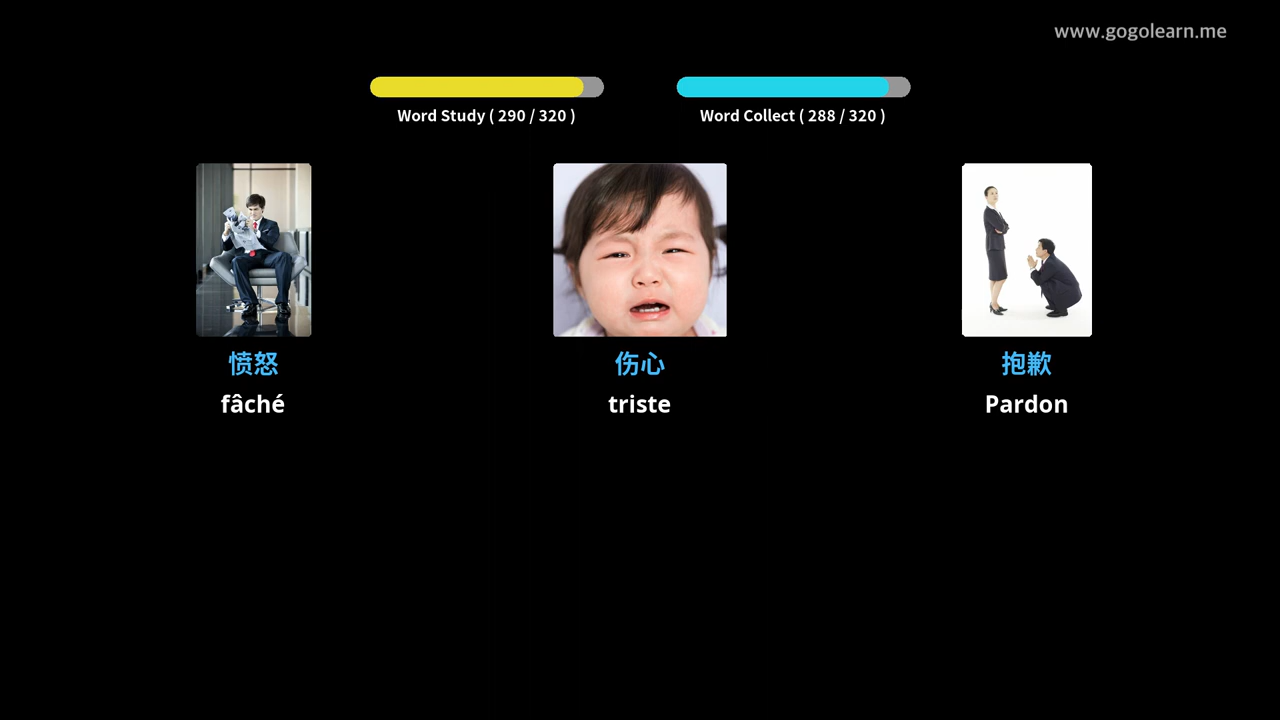 www.gogolearn.me
Word Study ( 290 / 320 )
Word Collect ( 288 / 320 )
愤怒
伤心
抱歉
fâché
triste
Pardon